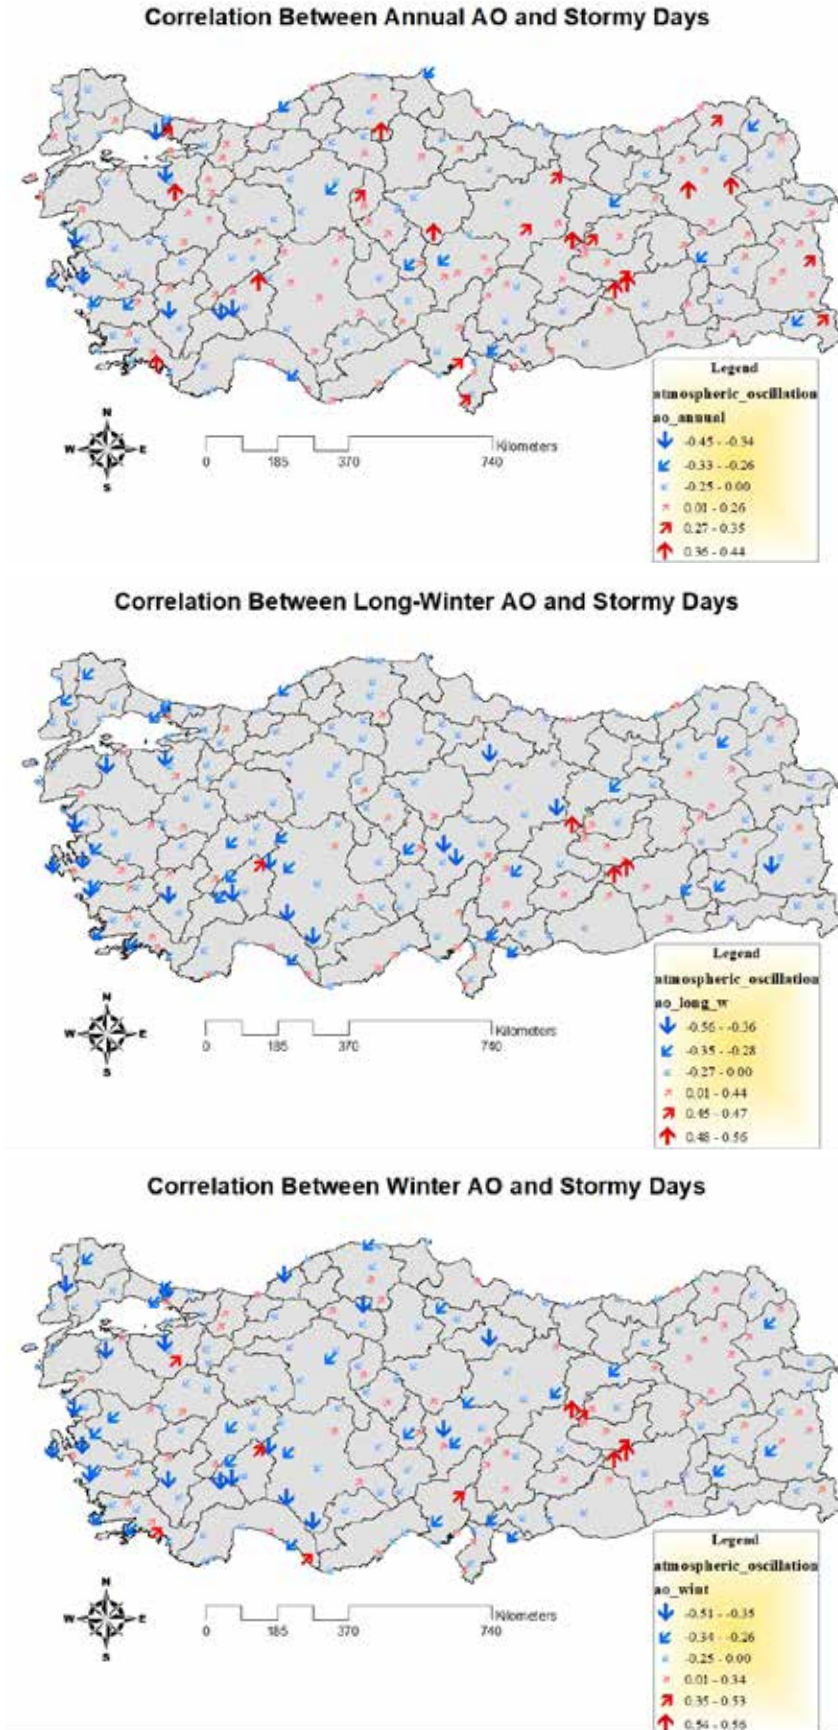 Correlation Between Annual AO and Stormy Days
N
W
E
S
0
185
370
740
Kilometers
Legend
atmospheric_oscillation
ao_annual
-0.45 - -0.34
-0.33 - -0.26
-0.25 - 0.00
0.01 - 0.26
0.27 - 0.35
0.36 - 0.44
Correlation Between Long-Winter AO and Stormy Days
N
W
E
S
0
185
370
740
Kilometers
Legend
atmospheric_oscillation
ao_long_w
-0.56 - -0.36
-0.35 - -0.28
-0.27 - 0.00
0.01 - 0.44
0.45 - 0.47
0.48 - 0.56
Correlation Between Winter AO and Stormy Days
N
W
E
S
0
185
370
740
Kilometers
Legend
atmospheric_oscillation
ao_wint
-0.51 - -0.35
-0.34 - -0.26
-0.25 - 0.00
0.01 - 0.34
0.35 - 0.53
0.54 - 0.56